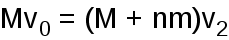 Mv₀ = (M + nm)v₂